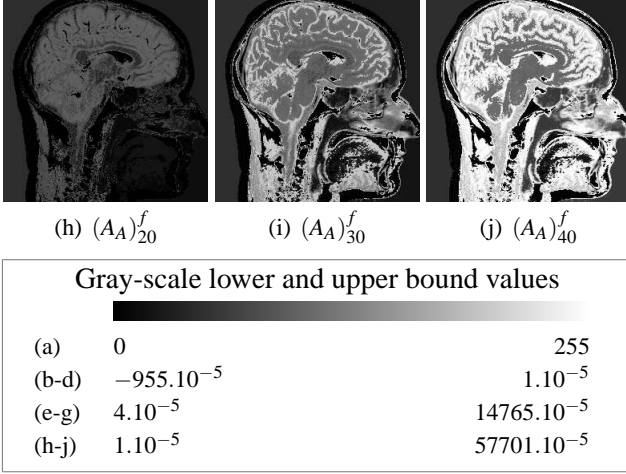 (h) (A_A)^f_20 (i) (A_A)^f_30 (j) (A_A)^f_40
Gray-scale lower and upper bound values
(a) 0 255
(b-d) −955.10^−5 1.10^−5
(e-g) 4.10^−5 14765.10^−5
(h-j) 1.10^−5 57701.10^−5